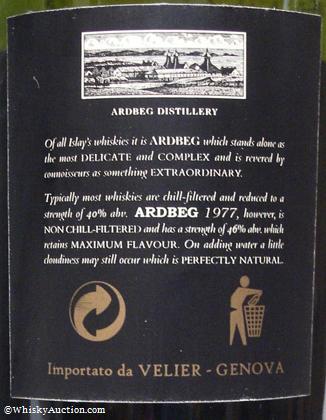 ARDBEG DISTILLERY
Of all Islay's whiskies it is ARDBEG which stands alone as
the most DELICATE and COMPLEX and is revered by
connoisseurs as something EXTRAORDINARY.
Typically most whiskies are chill-filtered and reduced to a
strength of 40% abv. ARDBEG 1977, however, is
NON CHILL-FILTERED and has a strength of 46% abv. which
retains MAXIMUM FLAVOUR. On adding water a little
cloudiness may still occur which is PERFECTLY NATURAL.
Importato da VELIER - GENOVA
©WhiskyAuction.com